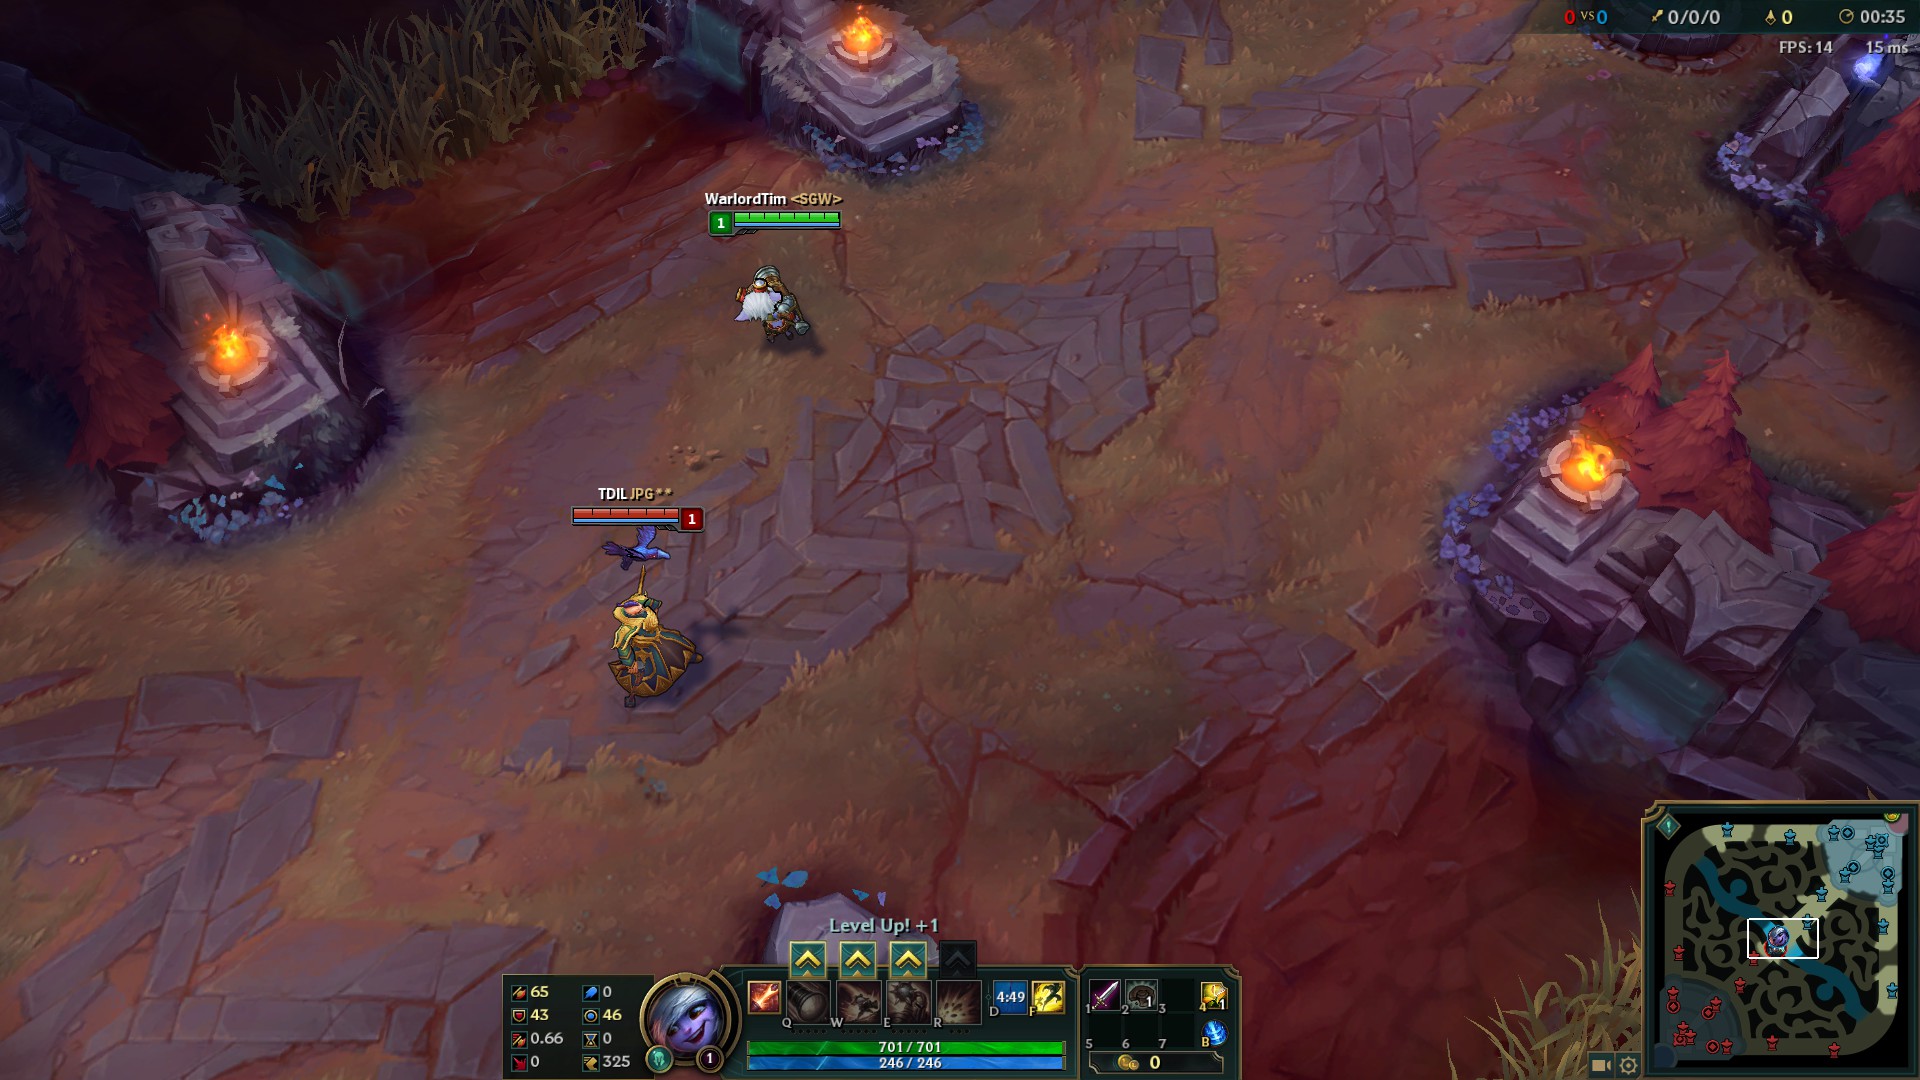 0 VS 0 0/0/0 0 00:35
FPS: 14 15 ms
WarlordTim <SGW>
1
TDIL JPG**
1
Level Up! +1
65 0
43 46
0.66 0
0 325
1
Q W E R
4:49
D F
701 / 701
246 / 246
1 2 1 3 4 1
5 6 7 B
0